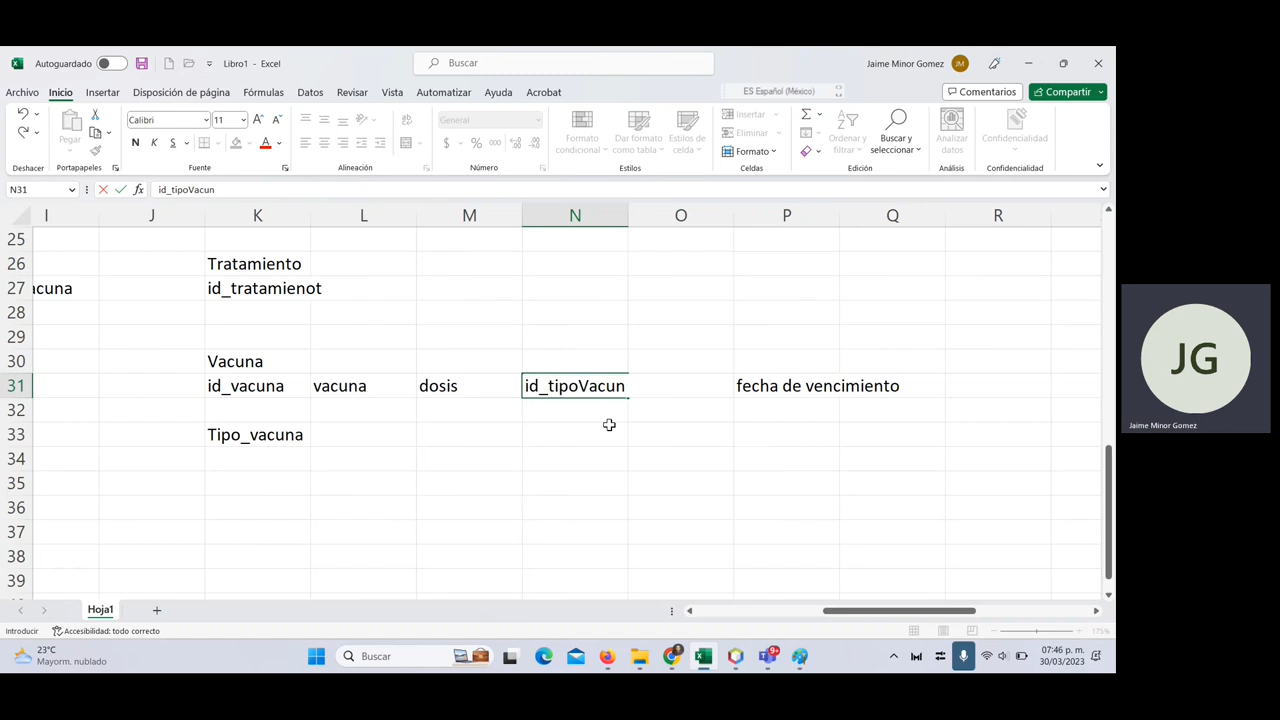 Autoguardado Libro1 - Excel Buscar Jaime Minor Gomez JM
Archivo Inicio Insertar Disposición de página Fórmulas Datos Revisar Vista Automatizar Ayuda Acrobat ES Español (México) Comentarios Compartir
Pegar Calibri 11 General Formato condicional Dar formato como tabla Estilos de celda Insertar Eliminar Formato Ordenar y filtrar Buscar y seleccionar Analizar datos Confidencialidad
N K S
Deshacer Portapapeles Fuente Alineación Número Estilos Celdas Edición Análisis Confidencialidad
N31 fx id_tipoVacun
I J K L M N O P Q R
25
26 Tratamiento
27 acuna id_tratamienot
28
29
30 Vacuna
31 id_vacuna vacuna dosis id_tipoVacun fecha de vencimiento
32
33 Tipo_vacuna
34
35
36
37
38
39
JG
Jaime Minor Gomez
Hoja1
Introducir Accesibilidad: todo correcto 175%
23°C
Mayorm. nublado
Buscar
9+
07:46 p. m.
30/03/2023